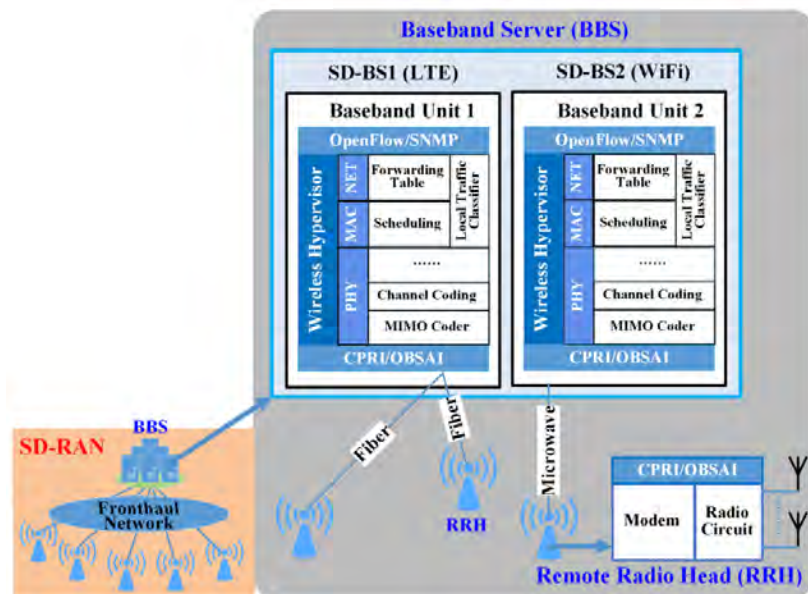 Baseband Server (BBS)
SD-BS1 (LTE)
SD-BS2 (WiFi)
Baseband Unit 1
OpenFlow/SNMP
Wireless Hypervisor
NET
MAC
PHY
Forwarding
Table
Scheduling
Local Traffic
Classifier
......
Channel Coding
MIMO Coder
CPRI/OBSAI
Baseband Unit 2
OpenFlow/SNMP
Wireless Hypervisor
NET
MAC
PHY
Forwarding
Table
Scheduling
Local Traffic
Classifier
......
Channel Coding
MIMO Coder
CPRI/OBSAI
Fiber
Fiber
Microwave
SD-RAN
BBS
Fronthaul
Network
RRH
CPRI/OBSAI
Modem
Radio
Circuit
Remote Radio Head (RRH)